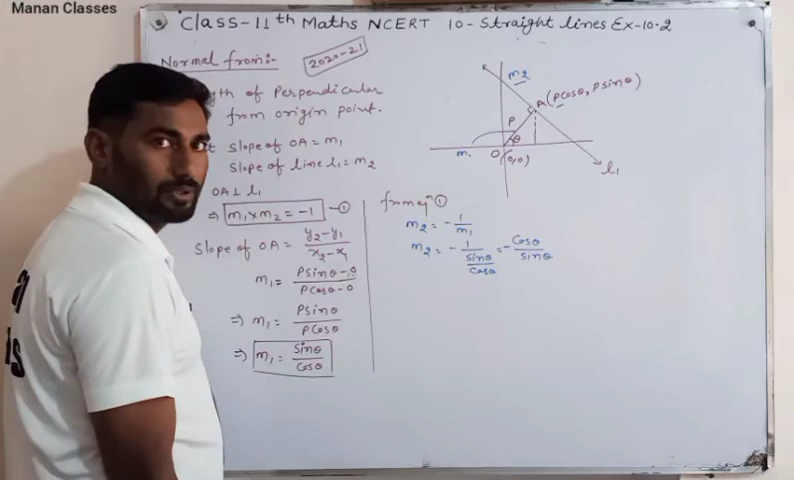 Manan Classes
Class-11th Maths NCERT 10-Straight lines Ex-10.2
Normal from:-
2020-21
of Perpendicular
from origin point.
slope of OA = m₁
slope of line l₁ = m₂
OA ⊥ l₁
⇒ m₁ × m₂ = -1 —①
Slope of OA = y₂-y₁ / x₂-x₁
m₁ = Psinθ-0 / Pcosθ-0
⇒ m₁ = Psinθ / Pcosθ
⇒ m₁ = sinθ / Cosθ
from eqⁿ ①
m₂ = - 1/m₁
m₂ = - 1 / (sinθ/cosθ) = - Cosθ / sinθ
m₂
A(Pcosθ, Psinθ)
P
θ
m₁
O (0,0)
l₁